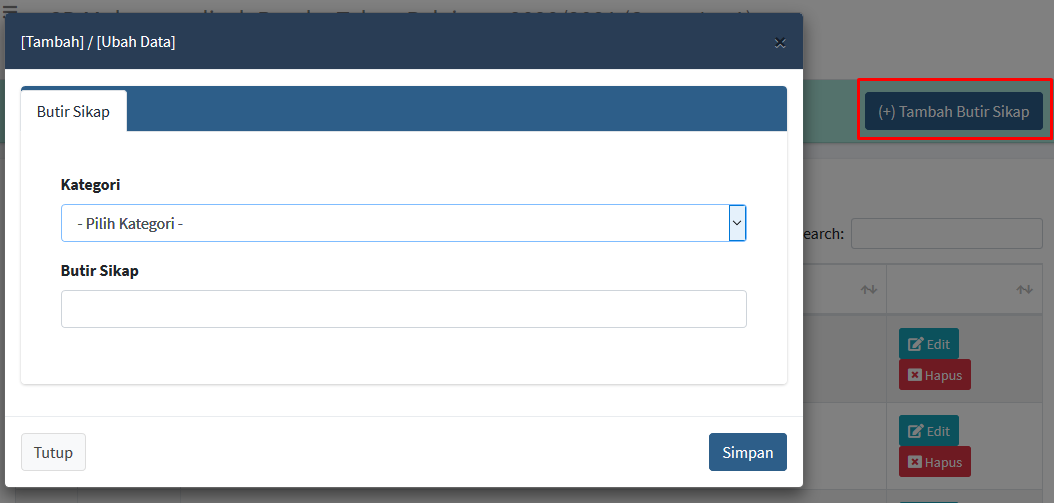 [Tambah] / [Ubah Data]
×
Butir Sikap
(+) Tambah Butir Sikap
Kategori
- Pilih Kategori -
earch:
Butir Sikap
Edit
Hapus
Edit
Hapus
Tutup
Simpan